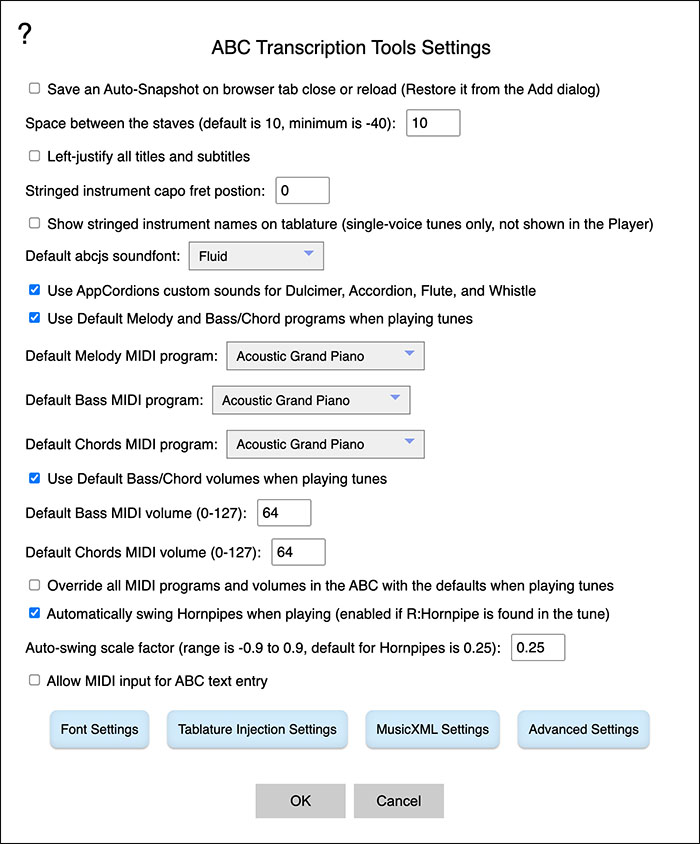 ?
ABC Transcription Tools Settings
Save an Auto-Snapshot on browser tab close or reload (Restore it from the Add dialog)
Space between the staves (default is 10, minimum is -40): 10
Left-justify all titles and subtitles
Stringed instrument capo fret postion: 0
Show stringed instrument names on tablature (single-voice tunes only, not shown in the Player)
Default abcjs soundfont: Fluid
Use AppCordions custom sounds for Dulcimer, Accordion, Flute, and Whistle
Use Default Melody and Bass/Chord programs when playing tunes
Default Melody MIDI program: Acoustic Grand Piano
Default Bass MIDI program: Acoustic Grand Piano
Default Chords MIDI program: Acoustic Grand Piano
Use Default Bass/Chord volumes when playing tunes
Default Bass MIDI volume (0-127): 64
Default Chords MIDI volume (0-127): 64
Override all MIDI programs and volumes in the ABC with the defaults when playing tunes
Automatically swing Hornpipes when playing (enabled if R:Hornpipe is found in the tune)
Auto-swing scale factor (range is -0.9 to 0.9, default for Hornpipes is 0.25): 0.25
Allow MIDI input for ABC text entry
Font Settings Tablature Injection Settings MusicXML Settings Advanced Settings
OK Cancel